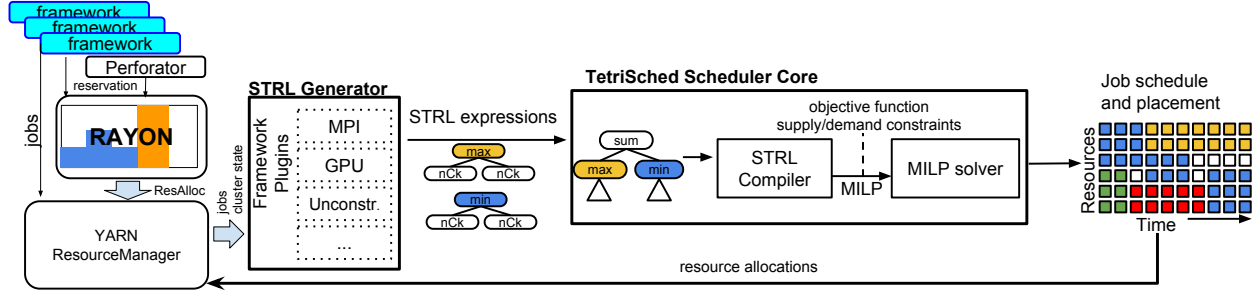 framework
framework
framework
Perforator
reservation
RAYON
jobs
ResAlloc
YARN
ResourceManager
jobs
cluster state
STRL Generator
Framework
Plugins
MPI
GPU
Unconstr.
...
STRL expressions
max
nCk
nCk
min
nCk
nCk
TetriSched Scheduler Core
sum
max
min
objective function
supply/demand constraints
STRL
Compiler
MILP
MILP solver
Job schedule
and placement
Resources
Time
resource allocations